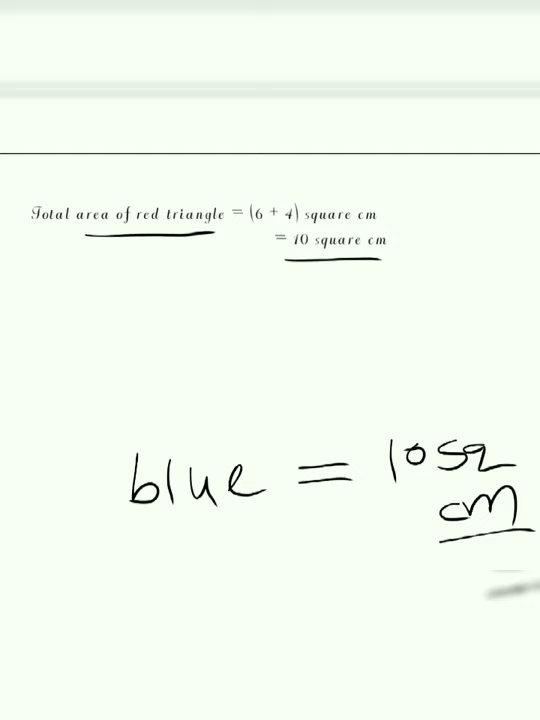 Total area of red triangle = (6 + 4) square cm
= 10 square cm
blue = 10 sq
cm